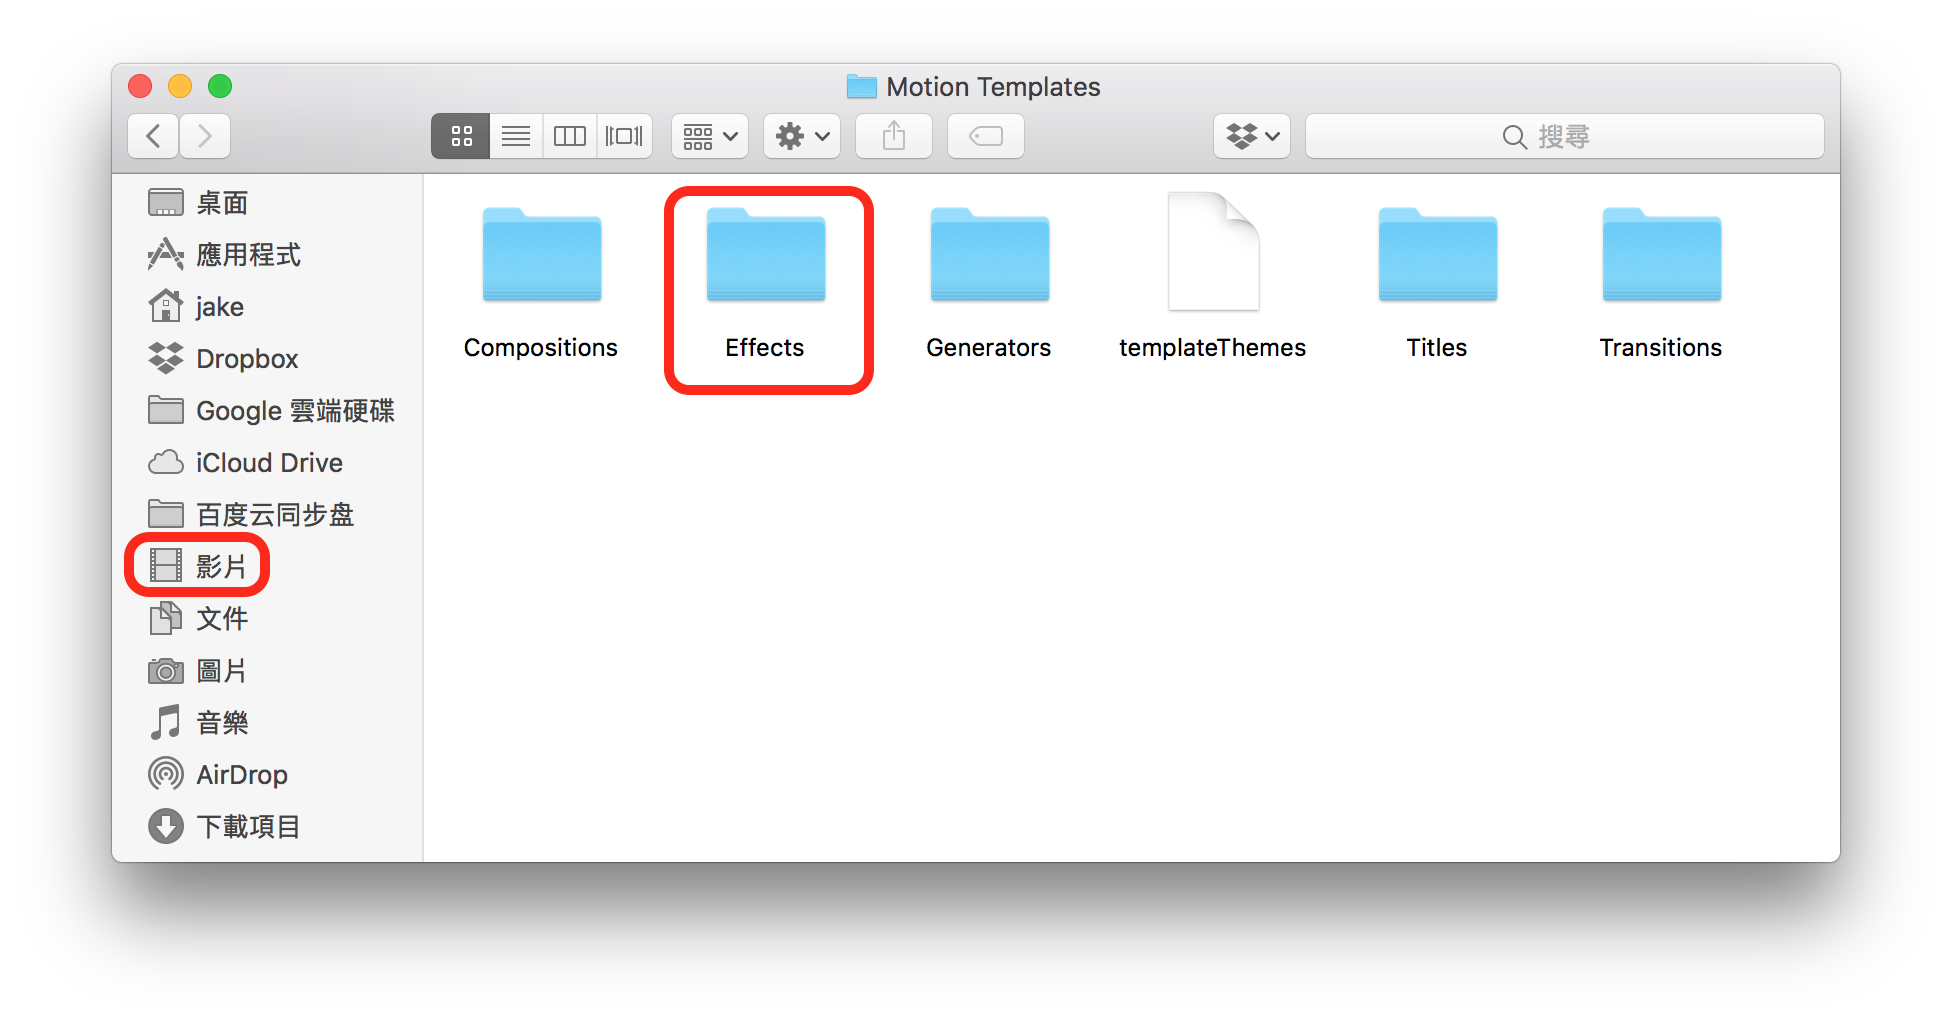 Motion Templates
搜尋
桌面
應用程式
jake
Dropbox
Google 雲端硬碟
iCloud Drive
百度云同步盘
影片
文件
圖片
音樂
AirDrop
下載項目
Compositions
Effects
Generators
templateThemes
Titles
Transitions